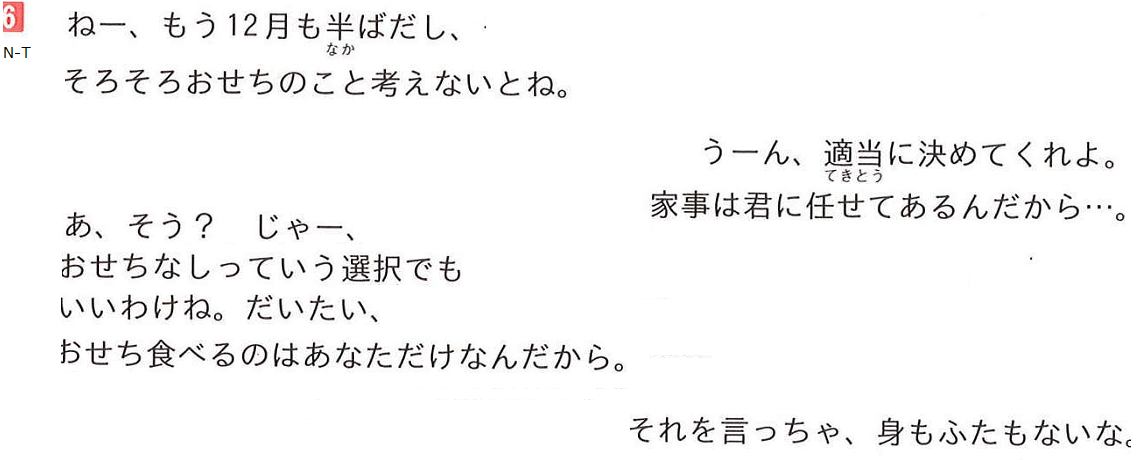 6
N-T
ねー、もう12月も半ばだし、
なか
そろそろおせちのこと考えないとね。
うーん、適当に決めてくれよ。
てきとう
家事は君に任せてあるんだから…。
あ、そう？　じゃー、
おせちなしっていう選択でも
いいわけね。だいたい、
おせち食べるのはあなただけなんだから。
それを言っちゃ、身もふたもないな。